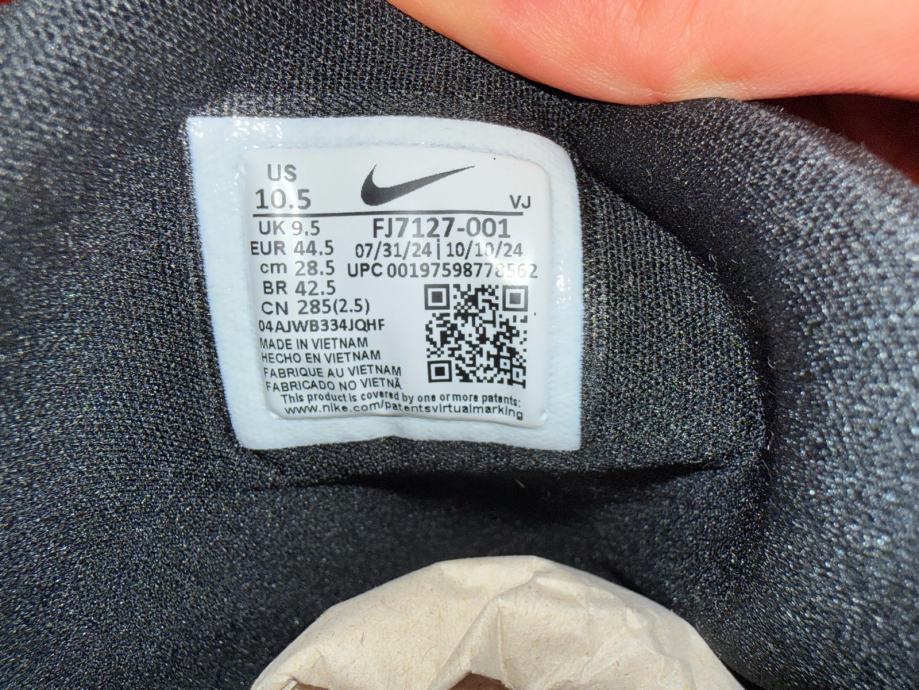 US
10.5
VJ
UK 9.5
FJ7127-001
EUR 44.5
07/31/24 | 10/10/24
cm 28.5
UPC 00197598778562
BR 42.5
CN 285(2.5)
04AJWB334JQHF
MADE IN VIETNAM
HECHO EN VIETNAM
FABRIQUE AU VIETNAM
FABRICADO NO VIETNÃ
This product is covered by one or more patents:
www.nike.com/patentsvirtualmarking